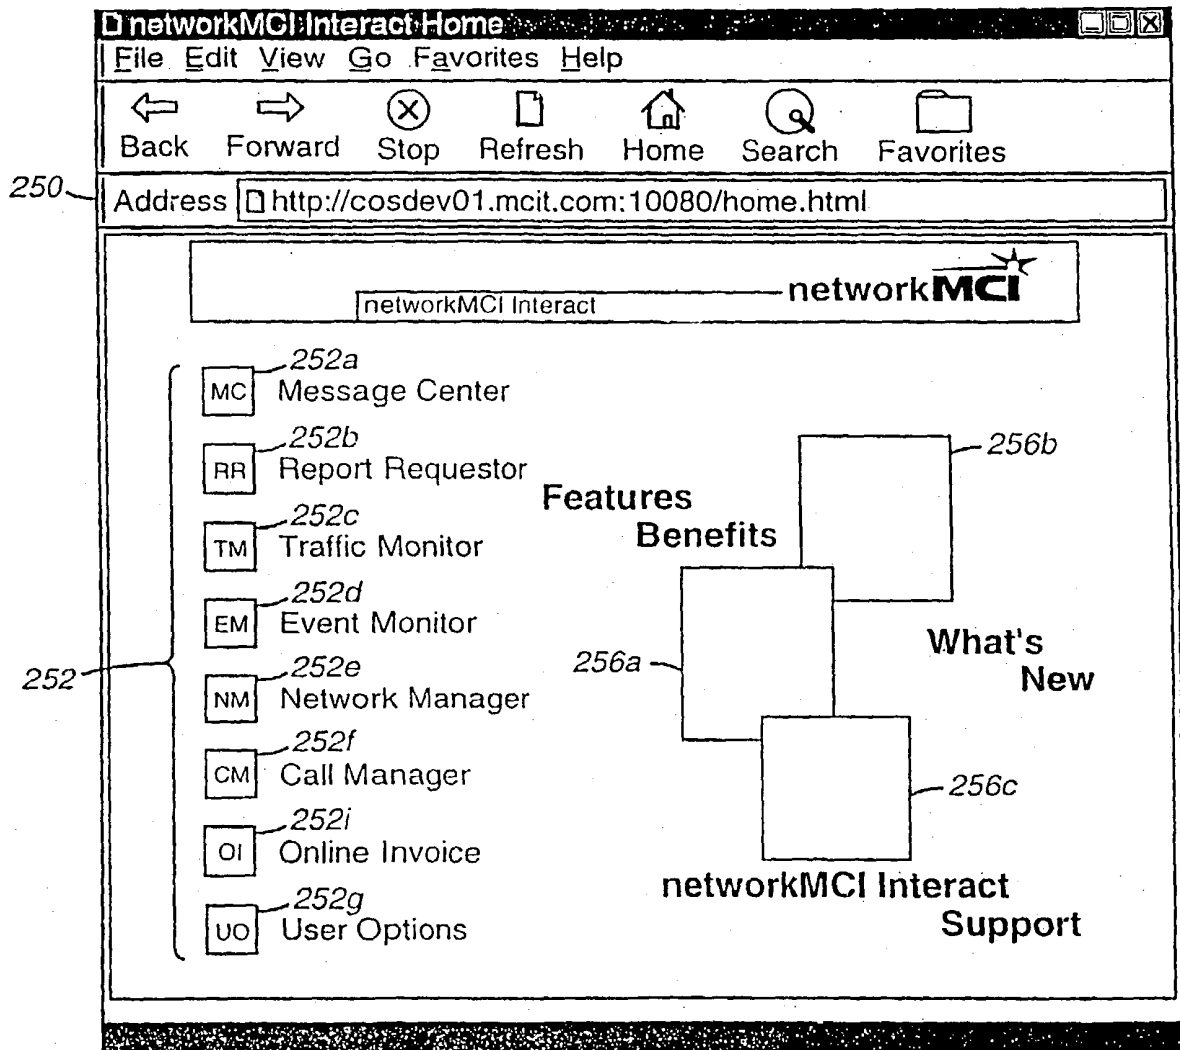 networkMCI Interact Home
File Edit View Go Favorites Help
Back Forward Stop Refresh Home Search Favorites
250
Address http://cosdev01.mcit.com:10080/home.html
networkMCI
networkMCI Interact
252a
MC Message Center
252b
RR Report Requestor
252c
TM Traffic Monitor
252d
EM Event Monitor
252
252e
NM Network Manager
252f
CM Call Manager
252i
OI Online Invoice
252g
UO User Options
256b
Features
Benefits
256a
What's
New
256c
networkMCI Interact
Support